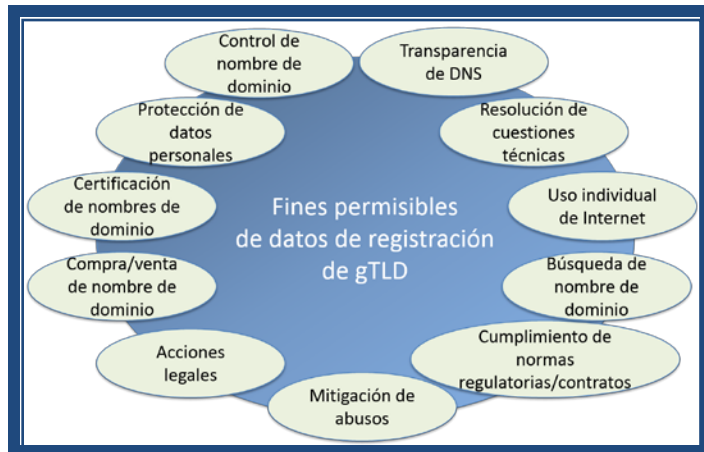 Control de
nombre de
dominio
Transparencia
de DNS
Protección de
datos
personales
Resolución de
cuestiones
técnicas
Certificación
de nombres de
dominio
Uso individual
de Internet
Fines permisibles
de datos de registración
de gTLD
Compra/venta
de nombre de
dominio
Búsqueda de
nombre de
dominio
Acciones
legales
Cumplimiento de
normas
regulatorias/contratos
Mitigación de
abusos